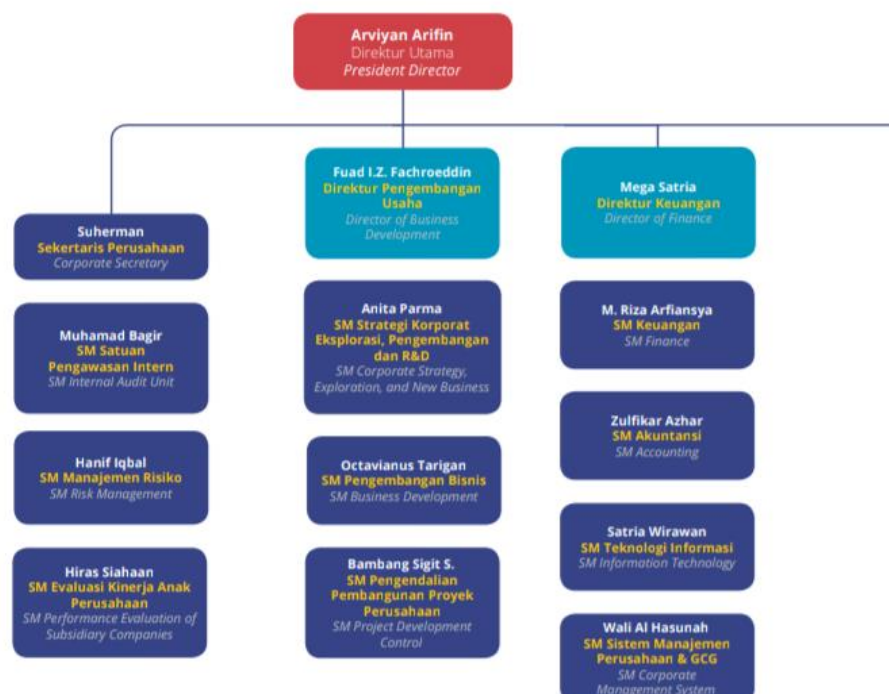 Arviyan Arifin
Direktur Utama
President Director
Suherman
Sekertaris Perusahaan
Corporate Secretary
Muhamad Bagir
SM Satuan
Pengawasan Intern
SM Internal Audit Unit
Hanif Iqbal
SM Manajemen Risiko
SM Risk Management
Hiras Siahaan
SM Evaluasi Kinerja Anak
Perusahaan
SM Performance Evaluation of
Subsidiary Companies
Fuad I.Z. Fachroeddin
Direktur Pengembangan
Usaha
Director of Business
Development
Anita Parma
SM Strategi Korporat
Eksplorasi, Pengembangan
dan R&D
SM Corporate Strategy,
Exploration, and New Business
Octavianus Tarigan
SM Pengembangan Bisnis
SM Business Development
Bambang Sigit S.
SM Pengendalian
Pembangunan Proyek
Perusahaan
SM Project Development
Control
Mega Satria
Direktur Keuangan
Director of Finance
M. Riza Arfiansya
SM Keuangan
SM Finance
Zulfikar Azhar
SM Akuntansi
SM Accounting
Satria Wirawan
SM Teknologi Informasi
SM Information Technology
Wali Al Hasunah
SM Sistem Manajemen
Perusahaan & GCG
SM Corporate
Management System